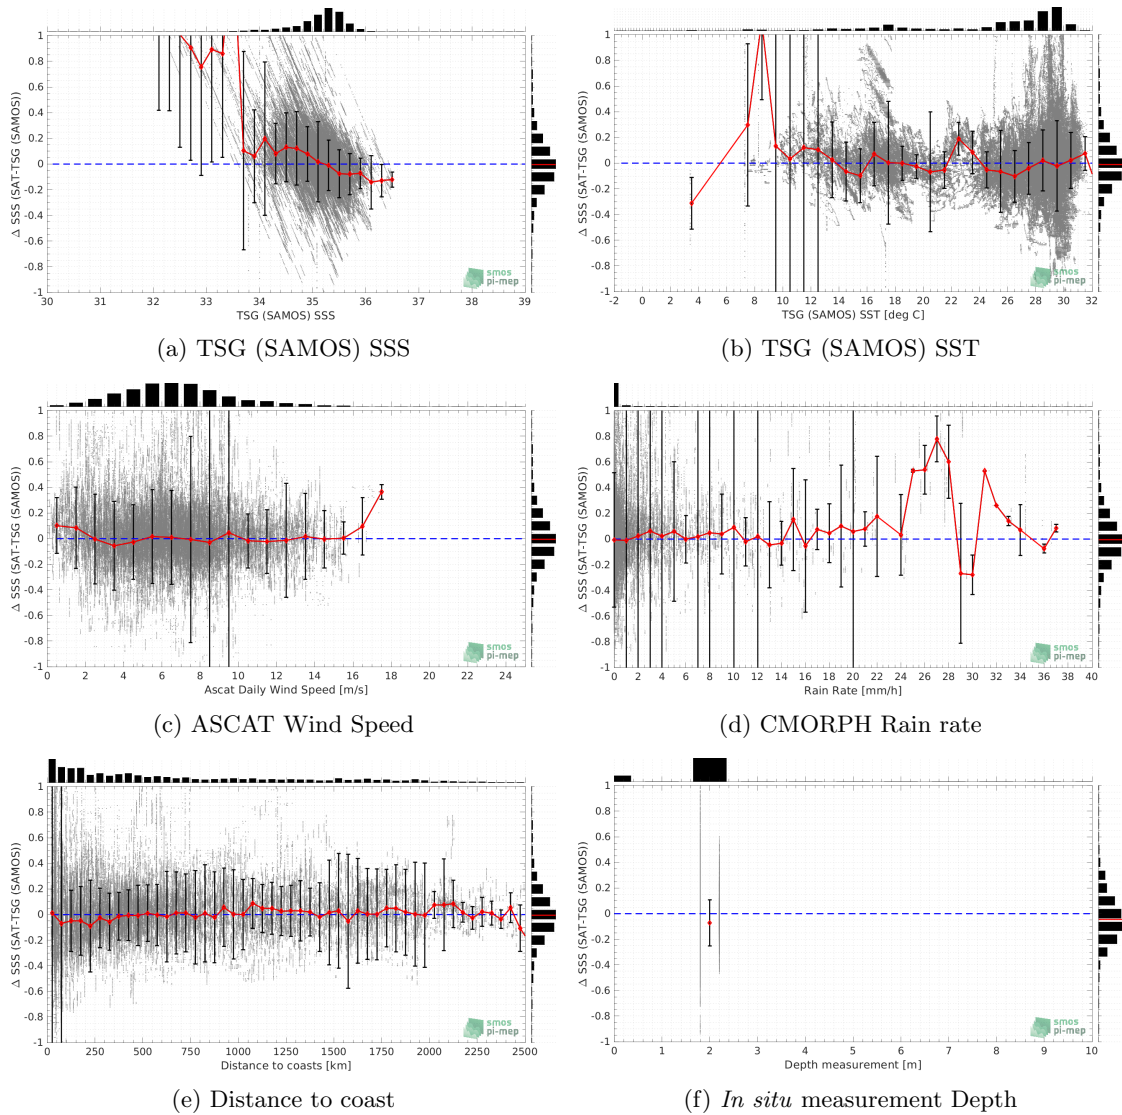 Δ SSS (SAT-TSG (SAMOS))
1
0.8
0.6
0.4
0.2
0
-0.2
-0.4
-0.6
-0.8
-1
30 31 32 33 34 35 36 37 38 39
TSG (SAMOS) SSS
smos
pi-mep
(a) TSG (SAMOS) SSS
Δ SSS (SAT-TSG (SAMOS))
1
0.8
0.6
0.4
0.2
0
-0.2
-0.4
-0.6
-0.8
-1
-2 0 2 4 6 8 10 12 14 16 18 20 22 24 26 28 30 32
TSG (SAMOS) SST [deg C]
smos
pi-mep
(b) TSG (SAMOS) SST
Δ SSS (SAT-TSG (SAMOS))
1
0.8
0.6
0.4
0.2
0
-0.2
-0.4
-0.6
-0.8
-1
0 2 4 6 8 10 12 14 16 18 20 22 24
Ascat Daily Wind Speed [m/s]
smos
pi-mep
(c) ASCAT Wind Speed
Δ SSS (SAT-TSG (SAMOS))
1
0.8
0.6
0.4
0.2
0
-0.2
-0.4
-0.6
-0.8
-1
0 2 4 6 8 10 12 14 16 18 20 22 24 26 28 30 32 34 36 38 40
Rain Rate [mm/h]
smos
pi-mep
(d) CMORPH Rain rate
Δ SSS (SAT-TSG (SAMOS))
1
0.8
0.6
0.4
0.2
0
-0.2
-0.4
-0.6
-0.8
-1
0 250 500 750 1000 1250 1500 1750 2000 2250 2500
Distance to coasts [km]
smos
pi-mep
(e) Distance to coast
Δ SSS (SAT-TSG (SAMOS))
1
0.8
0.6
0.4
0.2
0
-0.2
-0.4
-0.6
-0.8
-1
0 1 2 3 4 5 6 7 8 9 10
Depth measurement [m]
smos
pi-mep
(f) In situ measurement Depth